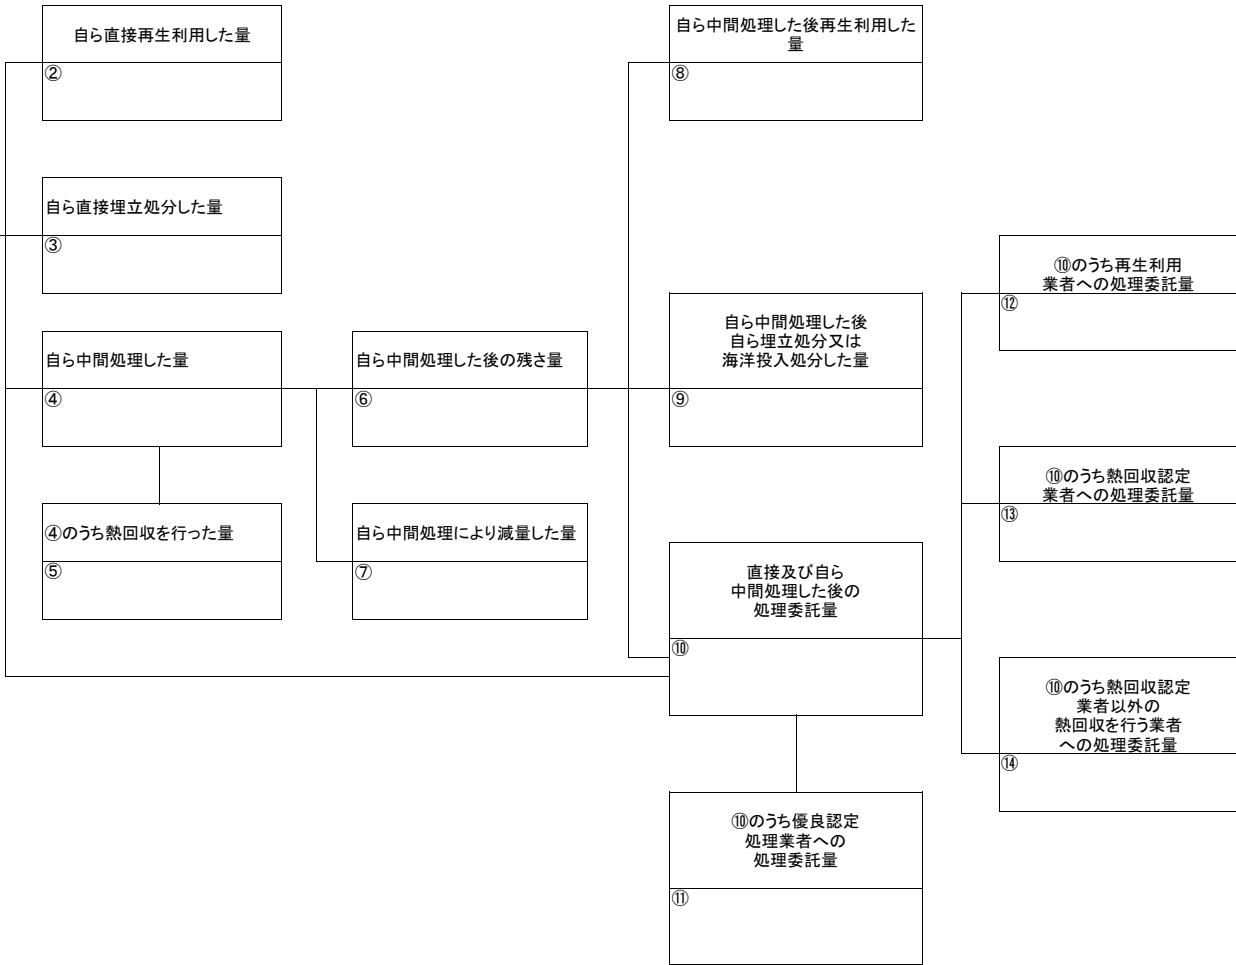 自ら直接再生利用した量
②
自ら直接埋立処分した量
③
自ら中間処理した量
④
④のうち熱回収を行った量
⑤
自ら中間処理した後の残さ量
⑥
自ら中間処理により減量した量
⑦
自ら中間処理した後再生利用した
量
⑧
自ら中間処理した後
自ら埋立処分又は
海洋投入処分した量
⑨
直接及び自ら
中間処理した後の
処理委託量
⑩
⑩のうち優良認定
処理業者への
処理委託量
⑪
⑩のうち再生利用
業者への処理委託量
⑫
⑩のうち熱回収認定
業者への処理委託量
⑬
⑩のうち熱回収認定
業者以外の
熱回収を行う業者
への処理委託量
⑭